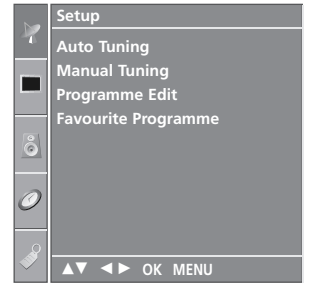 Setup
Auto Tuning
Manual Tuning
Programme Edit
Favourite Programme
▲▼ ◄► OK MENU